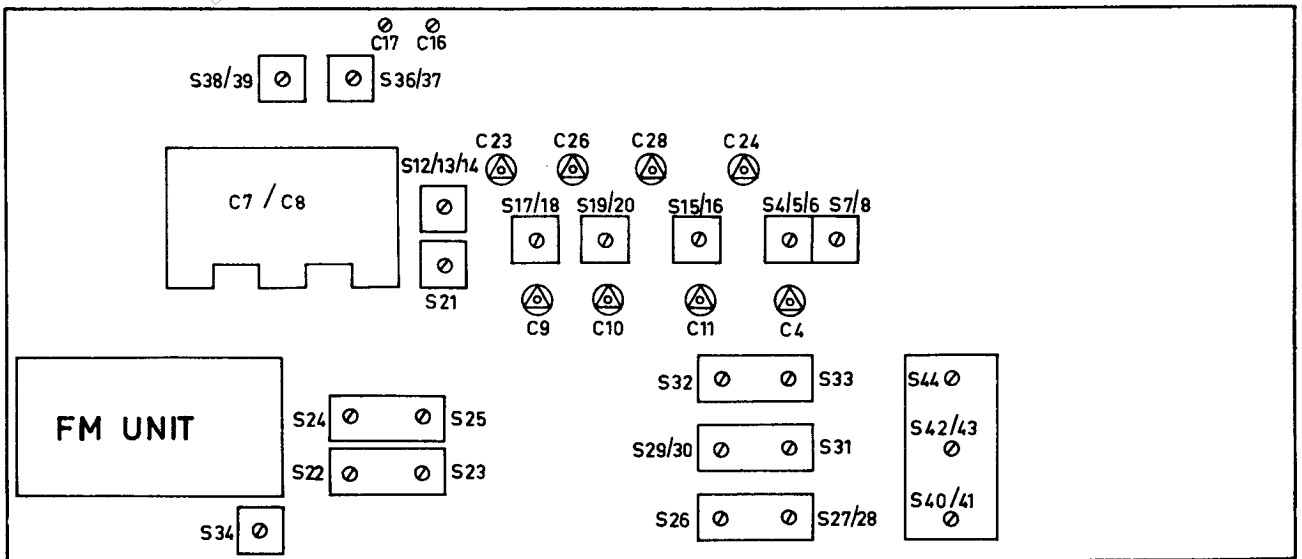 C17 C16
S38/39 S36/37
C23 C26 C28 C24
S12/13/14
C7 / C8
S17/18 S19/20 S15/16 S4/5/6 S7/8
S21
C9 C10 C11 C4
S32 S33 S44
FM UNIT
S24 S25
S42/43
S29/30 S31
S22 S23
S40/41
S26 S27/28
S34